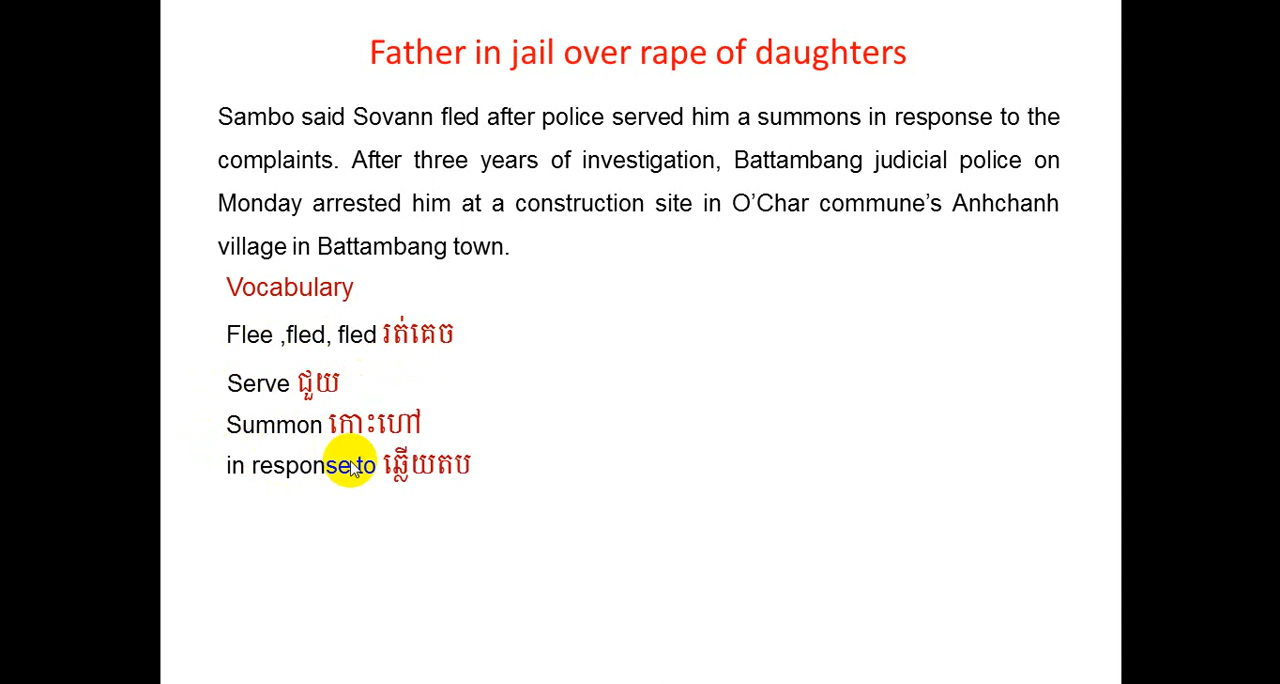 Father in jail over rape of daughters
Sambo said Sovann fled after police served him a summons in response to the
complaints. After three years of investigation, Battambang judicial police on
Monday arrested him at a construction site in O’Char commune’s Anhchanh
village in Battambang town.
Vocabulary
Flee ,fled, fled រត់គេច
Serve ជួយ
Summon កោះហៅ
in response to ឆ្លើយតប